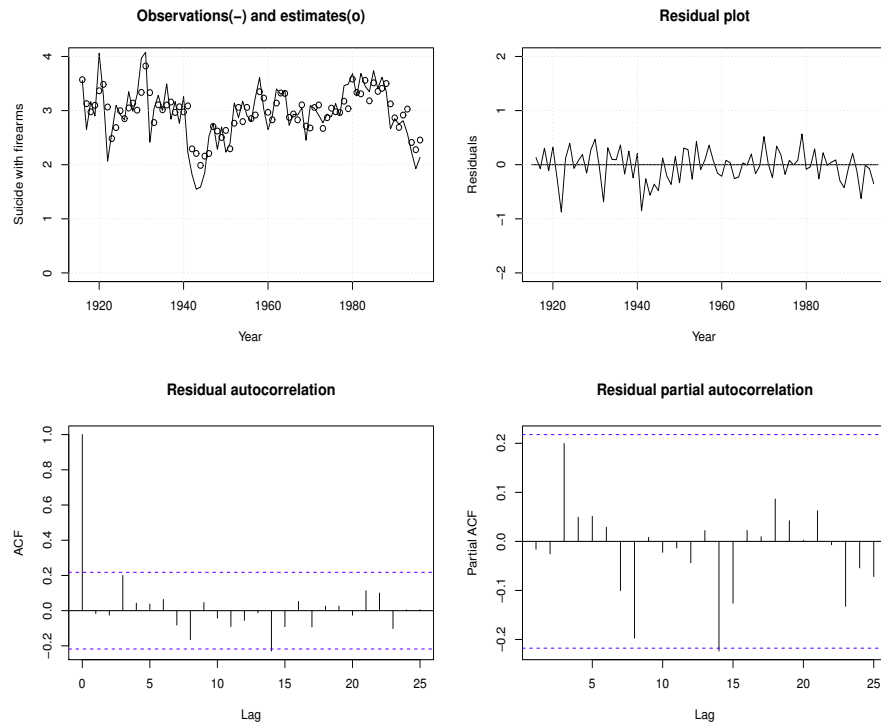 Observations(−) and estimates(o)
Suicide with firearms
4
3
2
1
0
1920 1940 1960 1980
Year
Residual plot
Residuals
2
1
0
−1
−2
1920 1940 1960 1980
Year
Residual autocorrelation
ACF
1.0
0.8
0.6
0.4
0.2
0.0
−0.2
0 5 10 15 20 25
Lag
Residual partial autocorrelation
Partial ACF
0.2
0.1
0.0
−0.1
−0.2
5 10 15 20 25
Lag